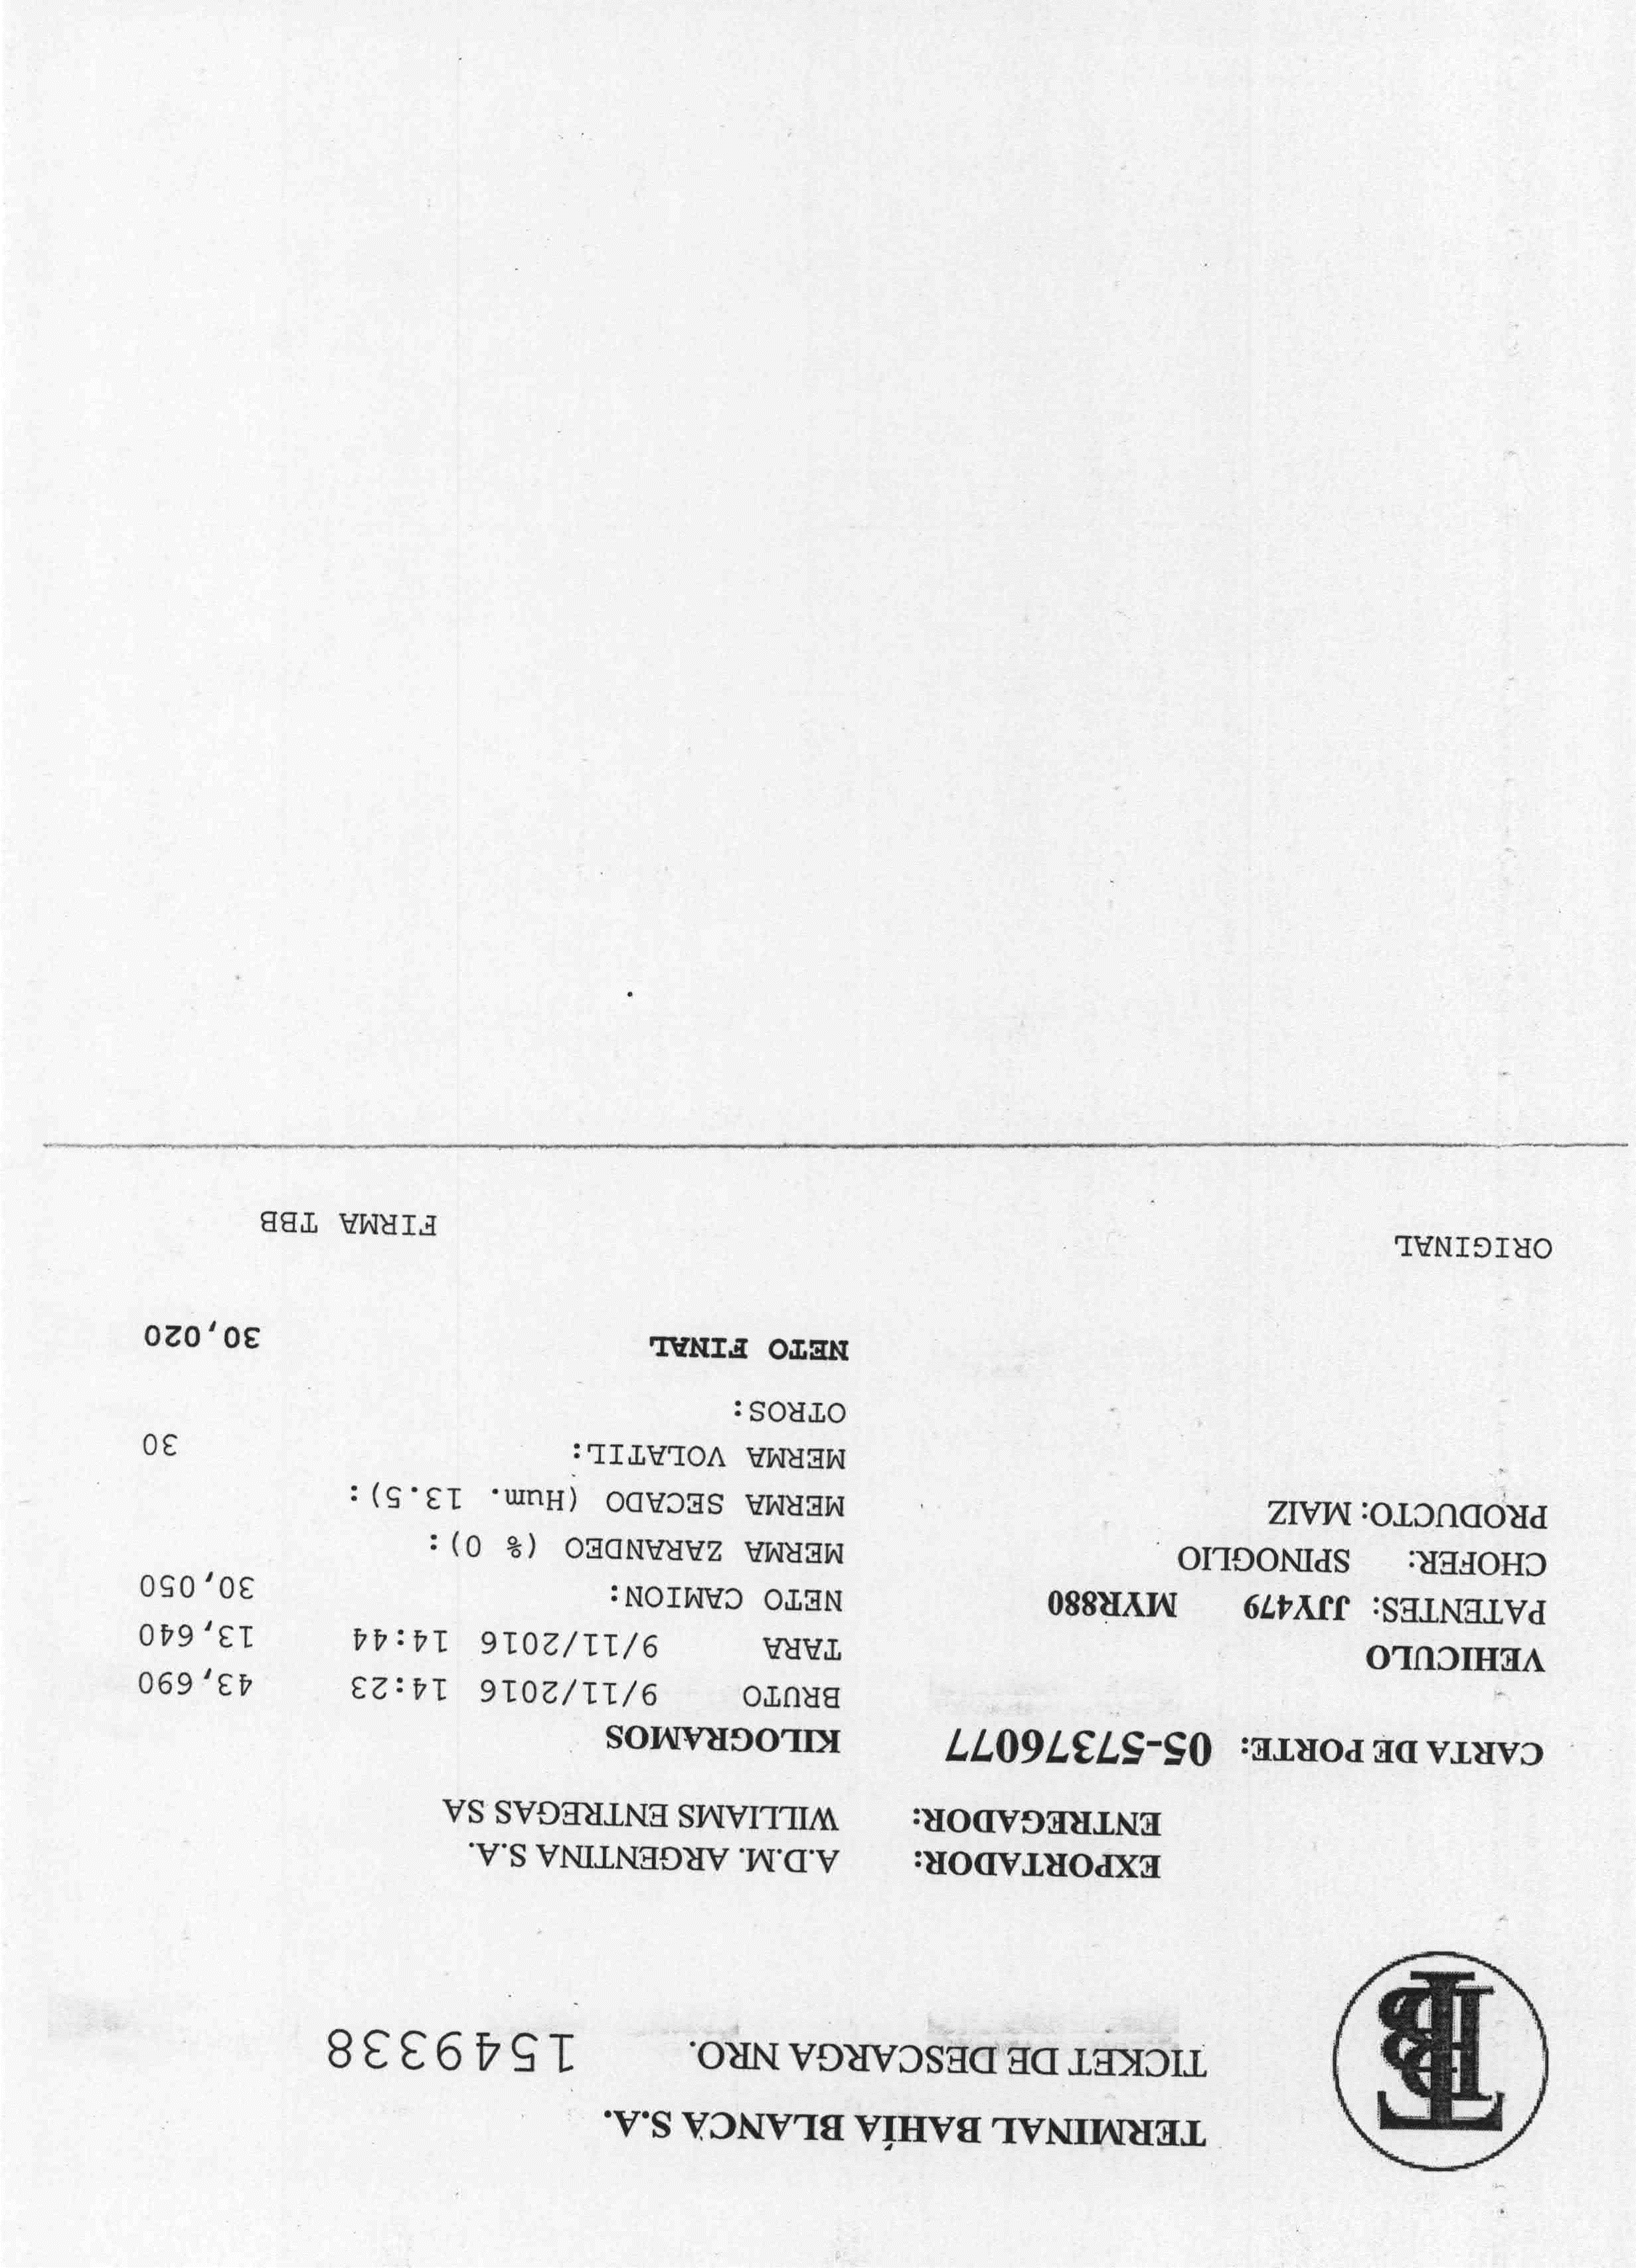 TBB
TERMINAL BAHÍA BLANCA S.A.
TICKET DE DESCARGA NRO. 1549338
EXPORTADOR: A.D.M. ARGENTINA S.A.
ENTREGADOR: WILLIAMS ENTREGAS SA
CARTA DE PORTE: 05-57376077
KILOGRAMOS
BRUTO 9/11/2016 14:23 43,690
VEHICULO
TARA 9/11/2016 14:44 13,640
PATENTES: JJY479 MYR880
NETO CAMION: 30,050
CHOFER: SPINOGLIO
MERMA ZARANDEO (% 0):
PRODUCTO: MAIZ
MERMA SECADO (Hum. 13.5):
MERMA VOLATIL: 30
OTROS:
NETO FINAL 30,020
ORIGINAL
FIRMA TBB